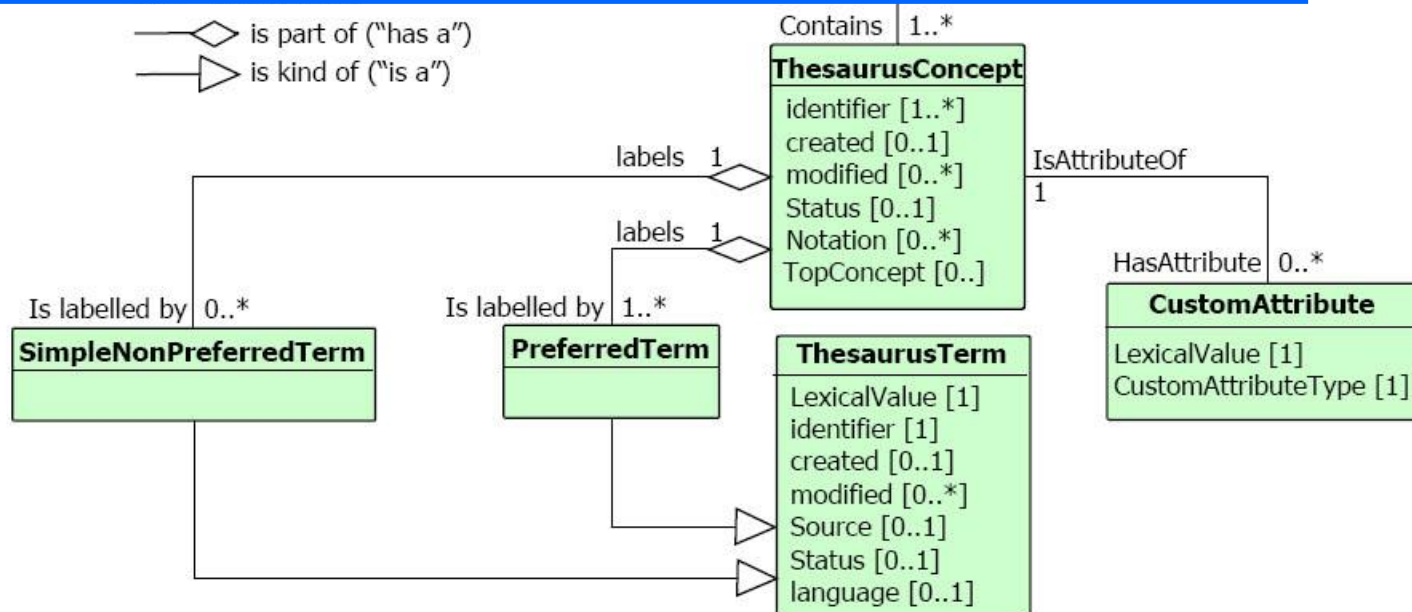 is part of ("has a")
is kind of ("is a")
Contains 1..*
ThesaurusConcept
identifier [1..*]
created [0..1]
modified [0..*]
Status [0..1]
Notation [0..*]
TopConcept [0..]
labels 1
labels 1
IsAttributeOf
1
HasAttribute 0..*
CustomAttribute
LexicalValue [1]
CustomAttributeType [1]
Is labelled by 0..*
SimpleNonPreferredTerm
Is labelled by 1..*
PreferredTerm
ThesaurusTerm
LexicalValue [1]
identifier [1]
created [0..1]
modified [0..*]
Source [0..1]
Status [0..1]
language [0..1]